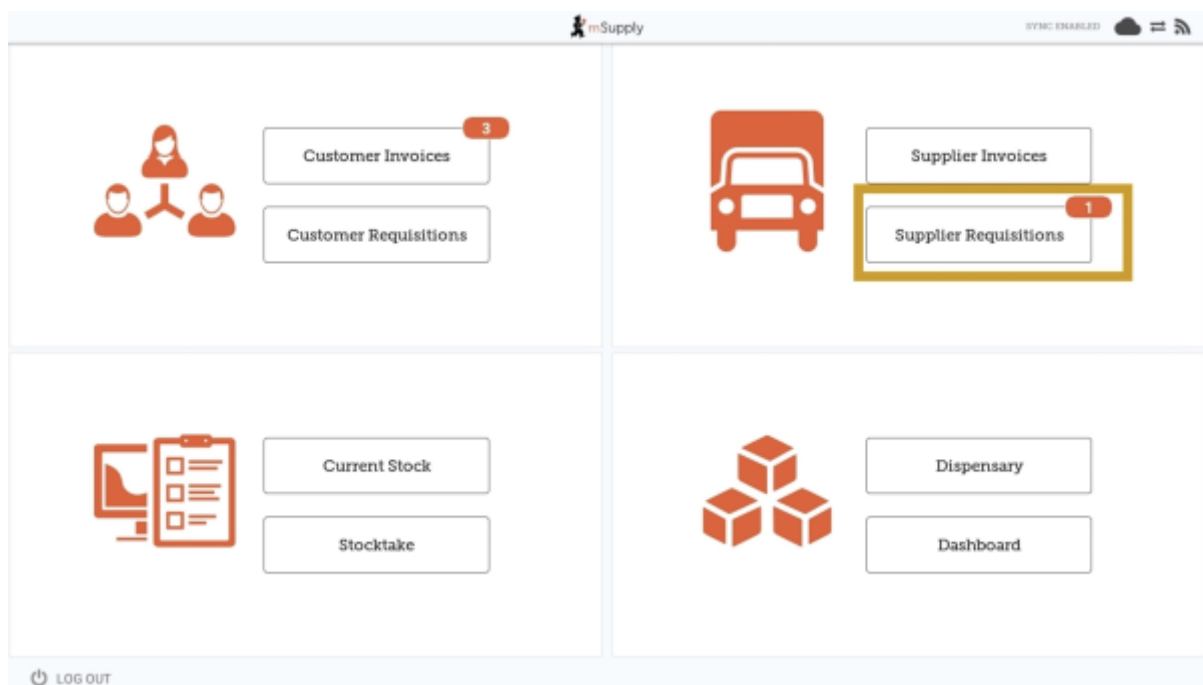 mSupply
SYNC ENABLED
3
Customer Invoices
Customer Requisitions
Supplier Invoices
1
Supplier Requisitions
Current Stock
Stocktake
Dispensary
Dashboard
LOG OUT